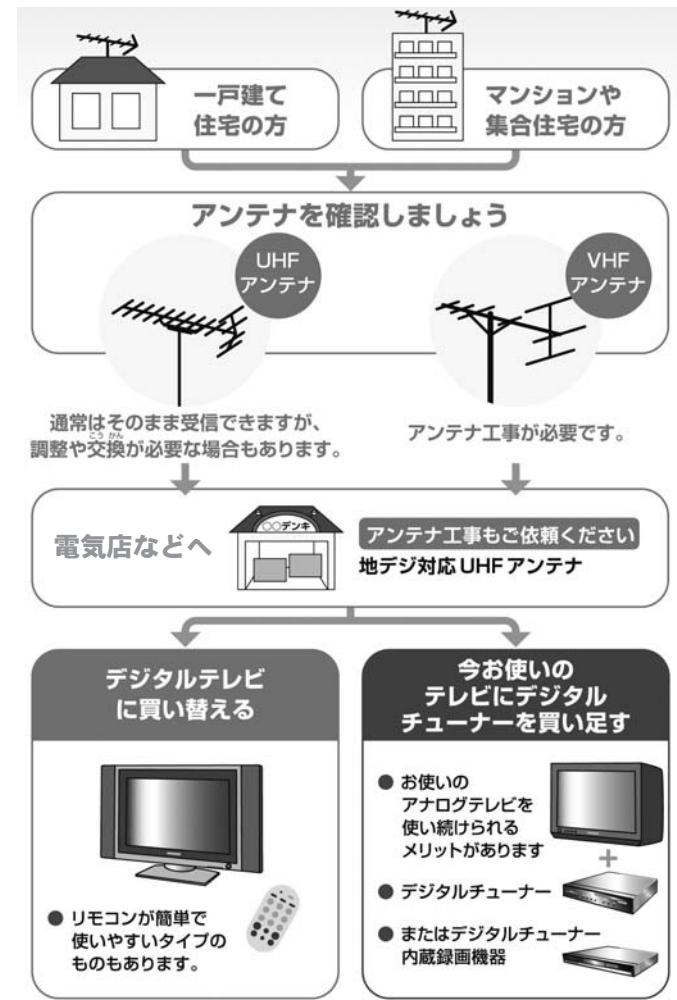 一戸建て
住宅の方
マンションや
集合住宅の方
アンテナを確認しましょう
UHF
アンテナ
VHF
アンテナ
通常はそのまま受信できますが、
こう かん
調整や交換が必要な場合もあります。
アンテナ工事が必要です。
電気店などへ
○○デンキ
アンテナ工事もご依頼ください
地デジ対応UHFアンテナ
デジタルテレビ
に買い替える
● リモコンが簡単で
使いやすいタイプの
ものもあります。
今お使いの
テレビにデジタル
チューナーを買い足す
● お使いの
アナログテレビを
使い続けられる
メリットがあります
+
● デジタルチューナー
● またはデジタルチューナー
内蔵録画機器